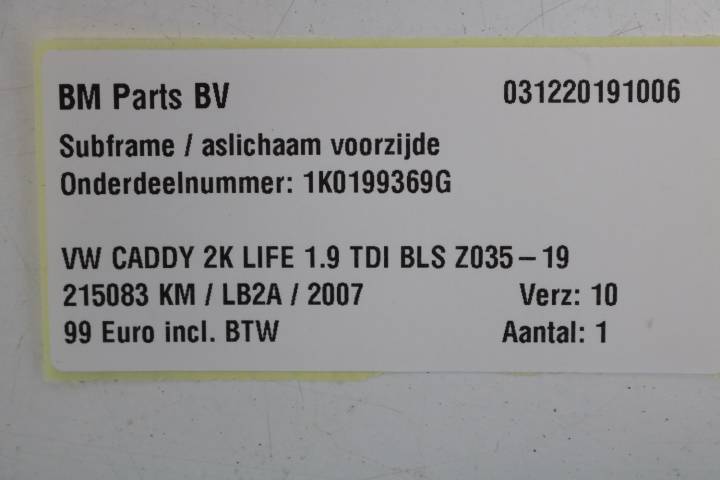 BM Parts BV 031220191006
Subframe / aslichaam voorzijde
Onderdeelnummer: 1K0199369G
VW CADDY 2K LIFE 1.9 TDI BLS Z035-19
215083 KM / LB2A / 2007 Verz: 10
99 Euro incl. BTW Aantal: 1